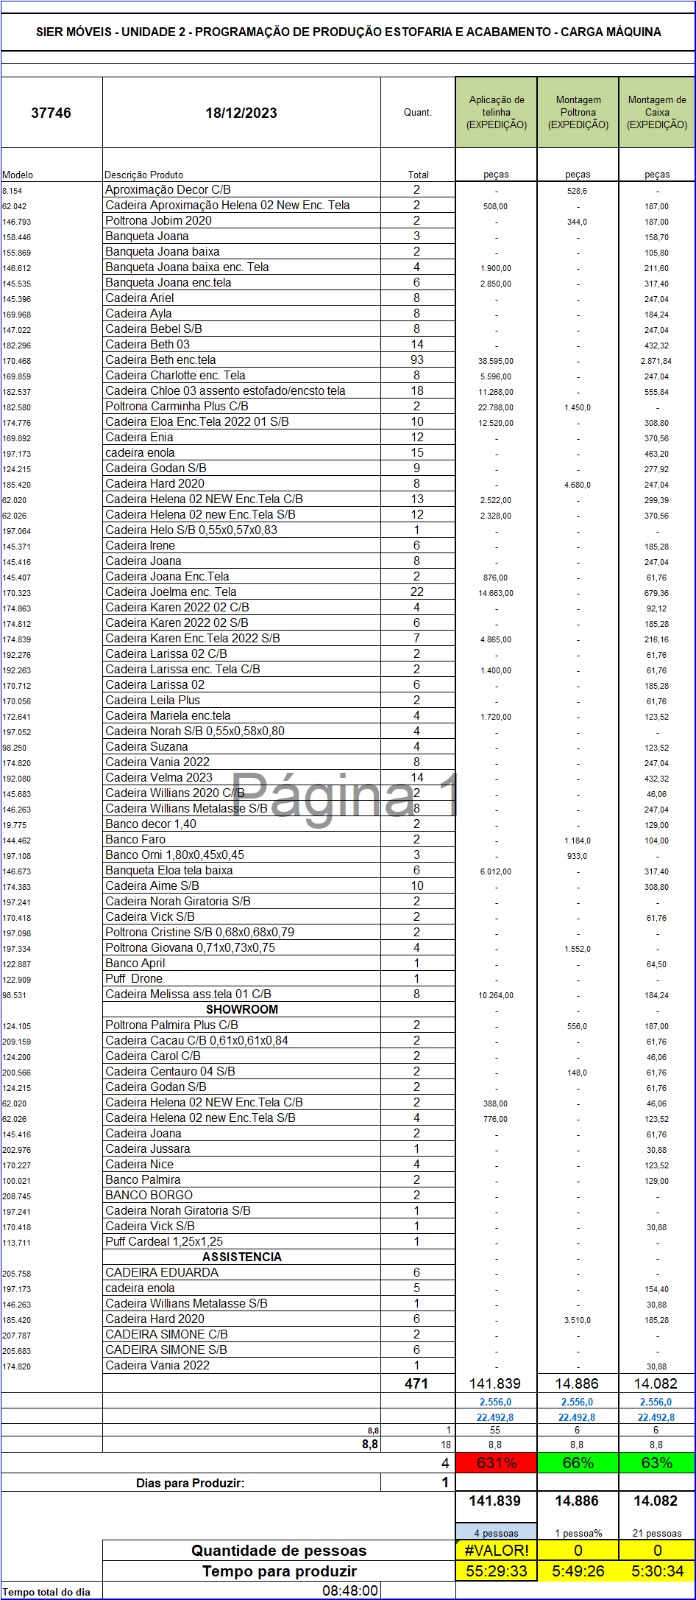 SIER MÓVEIS - UNIDADE 2 - PROGRAMAÇÃO DE PRODUÇÃO ESTOFARIA E ACABAMENTO - CARGA MÁQUINA
37746 18/12/2023 Quant. Aplicação de telinha (EXPEDIÇÃO) Montagem Poltrona (EXPEDIÇÃO) Montagem de Caixa (EXPEDIÇÃO)
Modelo Descrição Produto Total peças peças peças
8.154 Aproximação Decor C/B 2 - 528,6 -
62.042 Cadeira Aproximação Helena 02 New Enc. Tela 2 508,00 - 187,00
146.793 Poltrona Jobim 2020 2 - 344,0 187,00
158.446 Banqueta Joana 3 - - 158,70
155.869 Banqueta Joana baixa 2 - - 105,80
146.612 Banqueta Joana baixa enc. Tela 4 1.900,00 - 211,60
145.535 Banqueta Joana enc.tela 6 2.850,00 - 317,40
145.396 Cadeira Ariel 8 - - 247,04
169.968 Cadeira Ayla 8 - - 184,24
147.022 Cadeira Bebel S/B 8 - - 247,04
182.296 Cadeira Beth 03 14 - - 432,32
170.468 Cadeira Beth enc.tela 93 38.595,00 - 2.871,84
169.859 Cadeira Charlotte enc. Tela 8 5.596,00 - 247,04
182.537 Cadeira Chloe 03 assento estofado/encsto tela 18 11.268,00 - 555,84
182.580 Poltrona Carminha Plus C/B 2 22.788,00 1.450,0 -
174.776 Cadeira Eloa Enc.Tela 2022 01 S/B 10 12.520,00 - 308,80
169.892 Cadeira Enia 12 - - 370,56
197.173 cadeira enola 15 - - 463,20
124.215 Cadeira Godan S/B 9 - - 277,92
185.420 Cadeira Hard 2020 8 - 4.680,0 247,04
62.020 Cadeira Helena 02 NEW Enc.Tela C/B 13 2.522,00 - 299,39
62.026 Cadeira Helena 02 new Enc.Tela S/B 12 2.328,00 - 370,56
197.064 Cadeira Helo S/B 0,55x0,57x0,83 1 - - -
145.371 Cadeira Irene 6 - - 185,28
145.416 Cadeira Joana 8 - - 247,04
145.407 Cadeira Joana Enc.Tela 2 876,00 - 61,76
170.323 Cadeira Joelma enc. Tela 22 14.663,00 - 679,36
174.863 Cadeira Karen 2022 02 C/B 4 - - 92,12
174.812 Cadeira Karen 2022 02 S/B 6 - - 185,28
174.839 Cadeira Karen Enc.Tela 2022 S/B 7 4.865,00 - 216,16
192.276 Cadeira Larissa 02 C/B 2 - - 61,76
192.263 Cadeira Larissa enc. Tela C/B 2 1.400,00 - 61,76
170.712 Cadeira Larissa 02 6 - - 185,28
170.056 Cadeira Leila Plus 2 - - 61,76
172.641 Cadeira Mariela enc.tela 4 1.720,00 - 123,52
197.052 Cadeira Norah S/B 0,55x0,58x0,80 4 - - -
98.250 Cadeira Suzana 4 - - 123,52
174.820 Cadeira Vania 2022 8 - - 247,04
192.080 Cadeira Velma 2023 14 - - 432,32
145.683 Cadeira Willians 2020 C//B 2 - - 46,06
Página 1
146.263 Cadeira Willians Metalasse S/B 8 - - 247,04
19.775 Banco decor 1,40 2 - - 129,00
144.462 Banco Faro 2 - 1.184,0 104,00
197.108 Banco Orni 1,80x0,45x0,45 3 - 933,0 -
146.673 Banqueta Eloa tela baixa 6 6.012,00 - 317,40
174.383 Cadeira Aime S/B 10 - - 308,80
197.241 Cadeira Norah Giratoria S/B 2 - - -
170.418 Cadeira Vick S/B 2 - - 61,76
197.098 Poltrona Cristine S/B 0,68x0,68x0,79 2 - - -
197.334 Poltrona Giovana 0,71x0,73x0,75 4 - 1.552,0 -
122.887 Banco April 1 - - 64,50
122.909 Puff Drone 1 - - -
98.531 Cadeira Melissa ass.tela 01 C/B 8 10.264,00 - 184,24
SHOWROOM - - -
124.105 Poltrona Palmira Plus C/B 2 - 556,0 187,00
209.159 Cadeira Cacau C/B 0,61x0,61x0,84 2 - - 61,76
124.200 Cadeira Carol C/B 2 - - 46,06
200.566 Cadeira Centauro 04 S/B 2 - 148,0 61,76
124.215 Cadeira Godan S/B 2 - - 61,76
62.020 Cadeira Helena 02 NEW Enc.Tela C/B 2 388,00 - 46,06
62.026 Cadeira Helena 02 new Enc.Tela S/B 4 776,00 - 123,52
145.416 Cadeira Joana 2 - - 61,76
202.976 Cadeira Jussara 1 - - 30,88
170.227 Cadeira Nice 4 - - 123,52
100.021 Banco Palmira 2 - - 129,00
208.745 BANCO BORGO 2 - - -
197.241 Cadeira Norah Giratoria S/B 1 - - -
170.418 Cadeira Vick S/B 1 - - 30,88
113.711 Puff Cardeal 1,25x1,25 1 - - -
ASSISTENCIA - - -
205.758 CADEIRA EDUARDA 6 - - -
197.173 cadeira enola 5 - - 154,40
146.263 Cadeira Willians Metalasse S/B 1 - - 30,88
185.420 Cadeira Hard 2020 6 - 3.510,0 185,28
207.787 CADEIRA SIMONE C/B 2 - - -
205.683 CADEIRA SIMONE S/B 6 - - -
174.820 Cadeira Vania 2022 1 - - 30,88
471 141.839 14.886 14.082
2.556,0 2.556,0 2.556,0
22.492,8 22.492,8 22.492,8
8,8 1 55 6 6
8,8 18 8,8 8,8 8,8
4 631% 66% 63%
Dias para Produzir: 1
141.839 14.886 14.082
4 pessoas 1 pessoa% 21 pessoas
Quantidade de pessoas #VALOR! 0 0
Tempo para produzir 55:29:33 5:49:26 5:30:34
Tempo total do dia 08:48:00